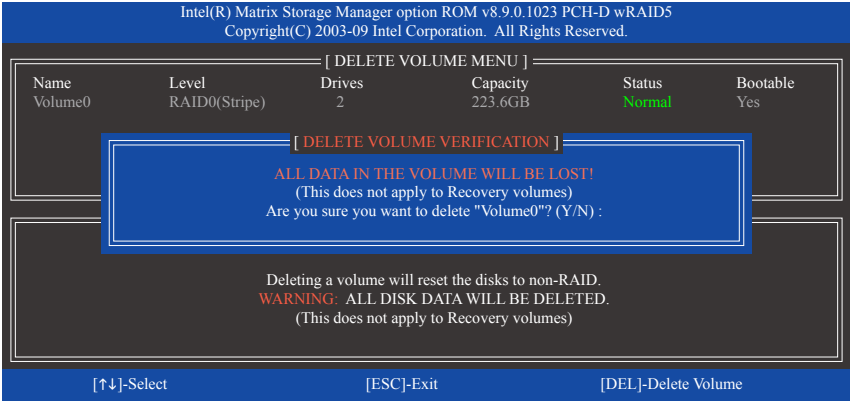 Intel(R) Matrix Storage Manager option ROM v8.9.0.1023 PCH-D wRAID5
Copyright(C) 2003-09 Intel Corporation. All Rights Reserved.
[ DELETE VOLUME MENU ]
Name Level Drives Capacity Status Bootable
Volume0 RAID0(Stripe) 2 223.6GB Normal Yes
[ DELETE VOLUME VERIFICATION ]
ALL DATA IN THE VOLUME WILL BE LOST!
(This does not apply to Recovery volumes)
Are you sure you want to delete "Volume0"? (Y/N) :
Deleting a volume will reset the disks to non-RAID.
WARNING: ALL DISK DATA WILL BE DELETED.
(This does not apply to Recovery volumes)
[↑↓]-Select [ESC]-Exit [DEL]-Delete Volume